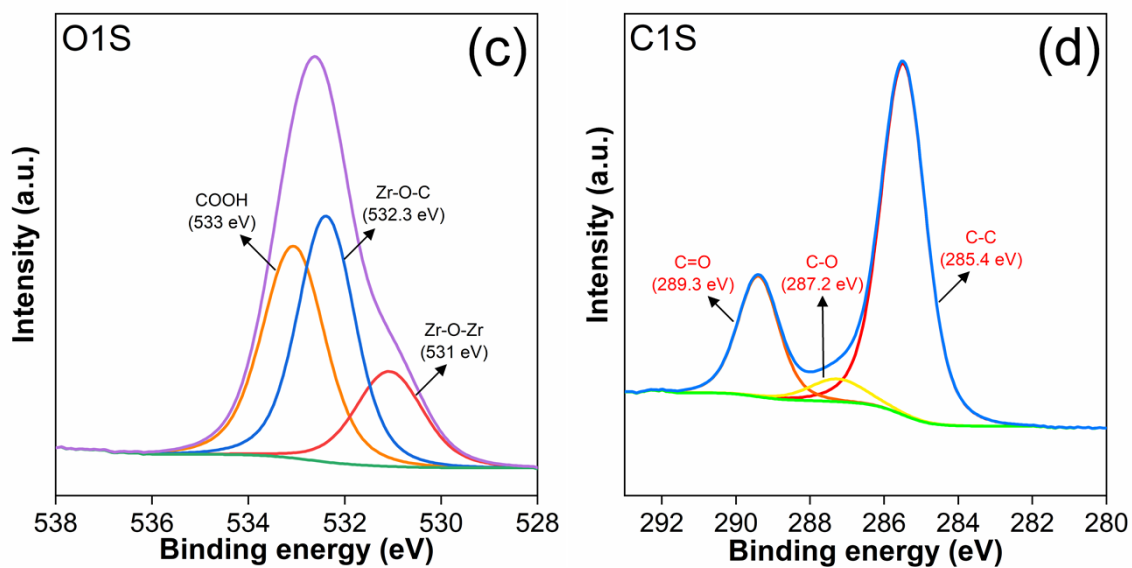 O1S
(c)
COOH
(533 eV)
Zr-O-C
(532.3 eV)
Zr-O-Zr
(531 eV)
Intensity (a.u.)
538 536 534 531 530 528
Binding energy (eV)
C1S
(d)
C=O
(289.3 eV)
C-O
(287.2 eV)
C-C
(285.4 eV)
Intensity (a.u.)
292 289 288 286 284 282 280
Binding energy (eV)